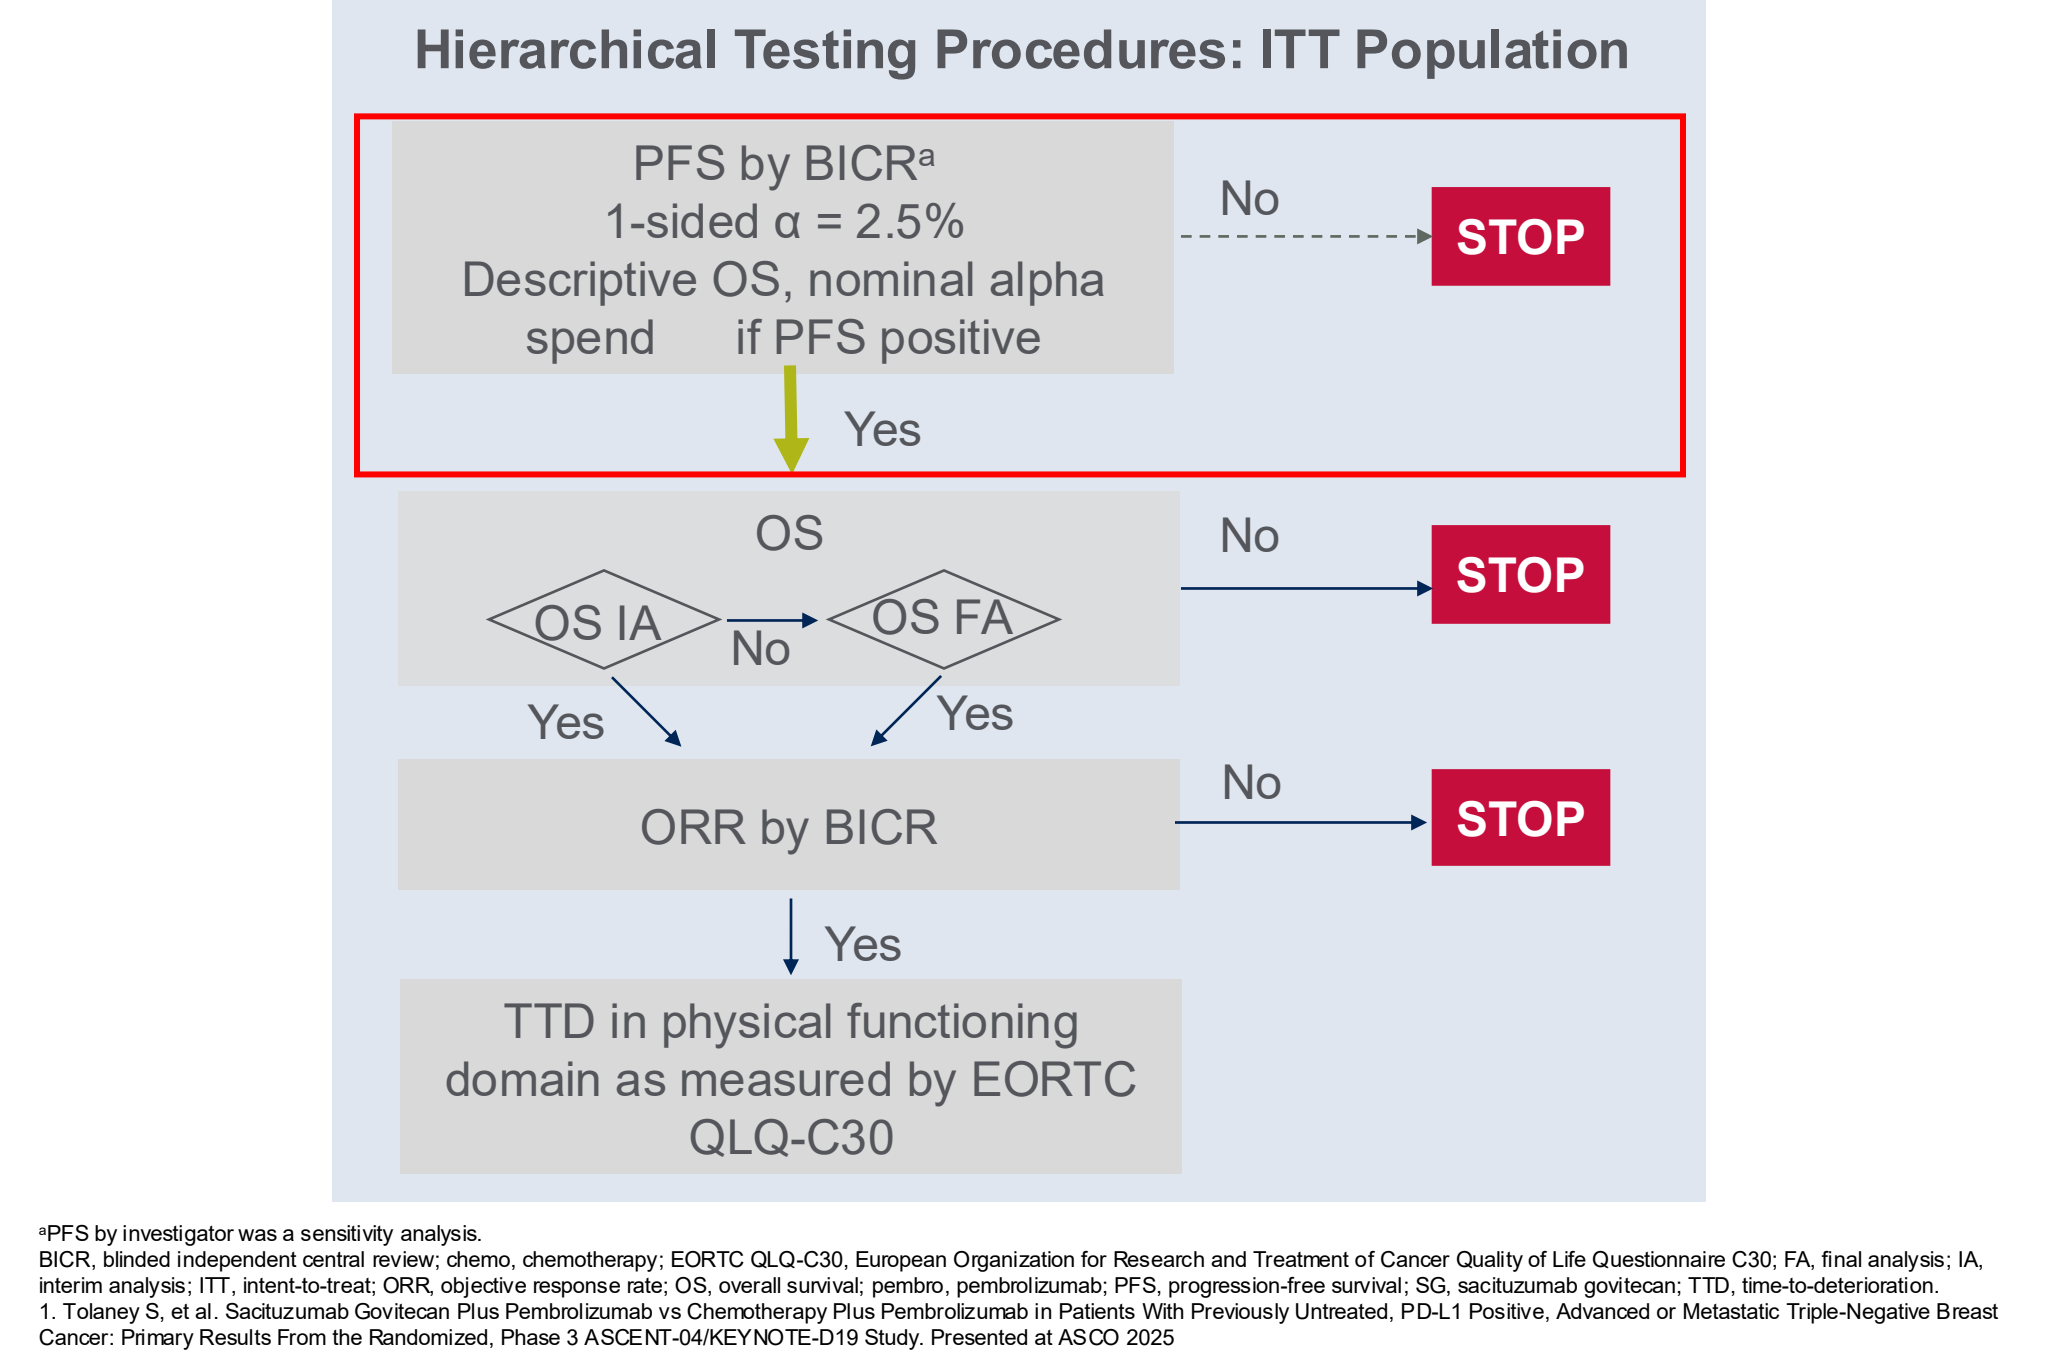 Hierarchical Testing Procedures: ITT Population
PFS by BICRᵃ
1-sided α = 2.5%
Descriptive OS, nominal alpha
spend if PFS positive
No
STOP
Yes
OS
OS IA
No
OS FA
No
STOP
Yes
Yes
ORR by BICR
No
STOP
Yes
TTD in physical functioning
domain as measured by EORTC
QLQ-C30
ᵃPFS by investigator was a sensitivity analysis.
BICR, blinded independent central review; chemo, chemotherapy; EORTC QLQ-C30, European Organization for Research and Treatment of Cancer Quality of Life Questionnaire C30; FA, final analysis; IA,
interim analysis; ITT, intent-to-treat; ORR, objective response rate; OS, overall survival; pembro, pembrolizumab; PFS, progression-free survival; SG, sacituzumab govitecan; TTD, time-to-deterioration.
1. Tolaney S, et al. Sacituzumab Govitecan Plus Pembrolizumab vs Chemotherapy Plus Pembrolizumab in Patients With Previously Untreated, PD-L1 Positive, Advanced or Metastatic Triple-Negative Breast
Cancer: Primary Results From the Randomized, Phase 3 ASCENT-04/KEYNOTE-D19 Study. Presented at ASCO 2025